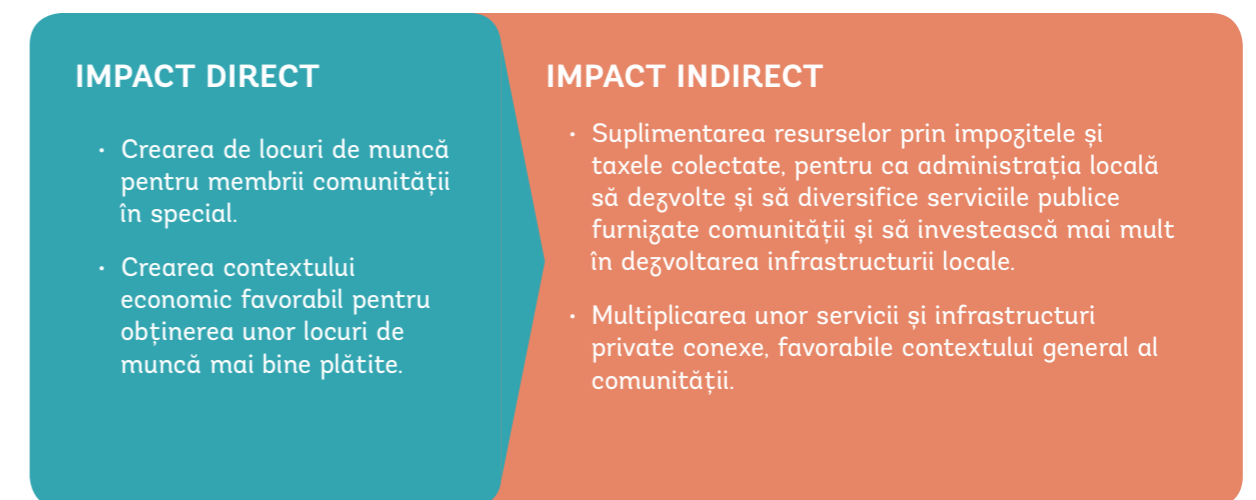 IMPACT DIRECT
• Crearea de locuri de muncă
pentru membrii comunității
în special.
• Crearea contextului
economic favorabil pentru
obținerea unor locuri de
muncă mai bine plătite.
IMPACT INDIRECT
• Suplimentarea resurselor prin impozitele și
taxele colectate, pentru ca administrația locală
să dezvolte și să diversifice serviciile publice
furnizate comunității și să investească mai mult
în dezvoltarea infrastructurii locale.
• Multiplicarea unor servicii și infrastructuri
private conexe, favorabile contextului general al
comunității.